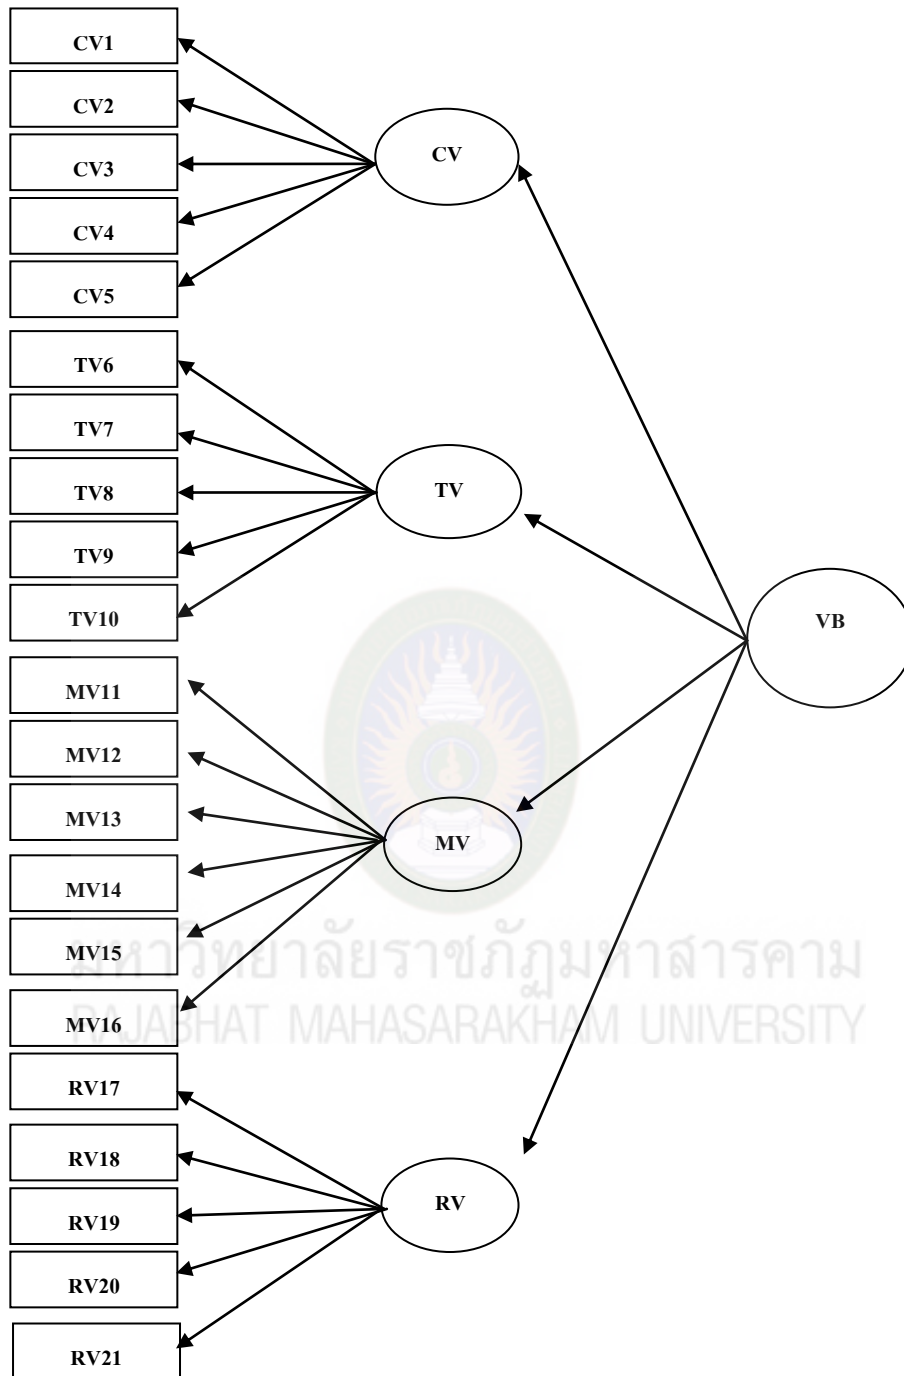 CV1
CV2
CV3
CV4
CV5
CV
TV6
TV7
TV8
TV9
TV10
TV
VB
MV11
MV12
MV13
MV14
MV15
MV16
MV
มหาวิทยาลัยราชภัฏมหาสารคาม
RAJABHAT MAHASARAKHAM UNIVERSITY
RV17
RV18
RV19
RV20
RV21
RV